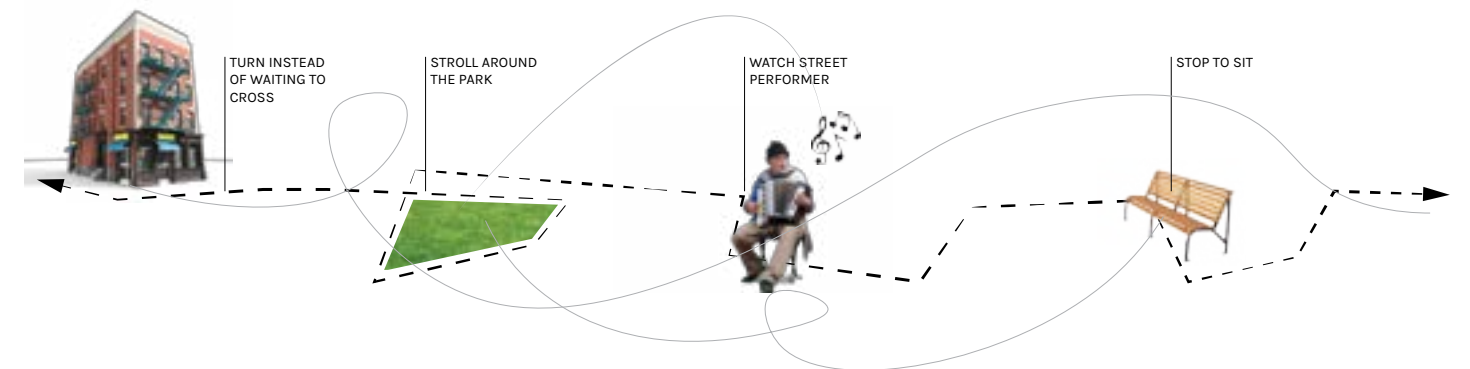 TURN INSTEAD
OF WAITING TO
CROSS
STROLL AROUND
THE PARK
WATCH STREET
PERFORMER
STOP TO SIT